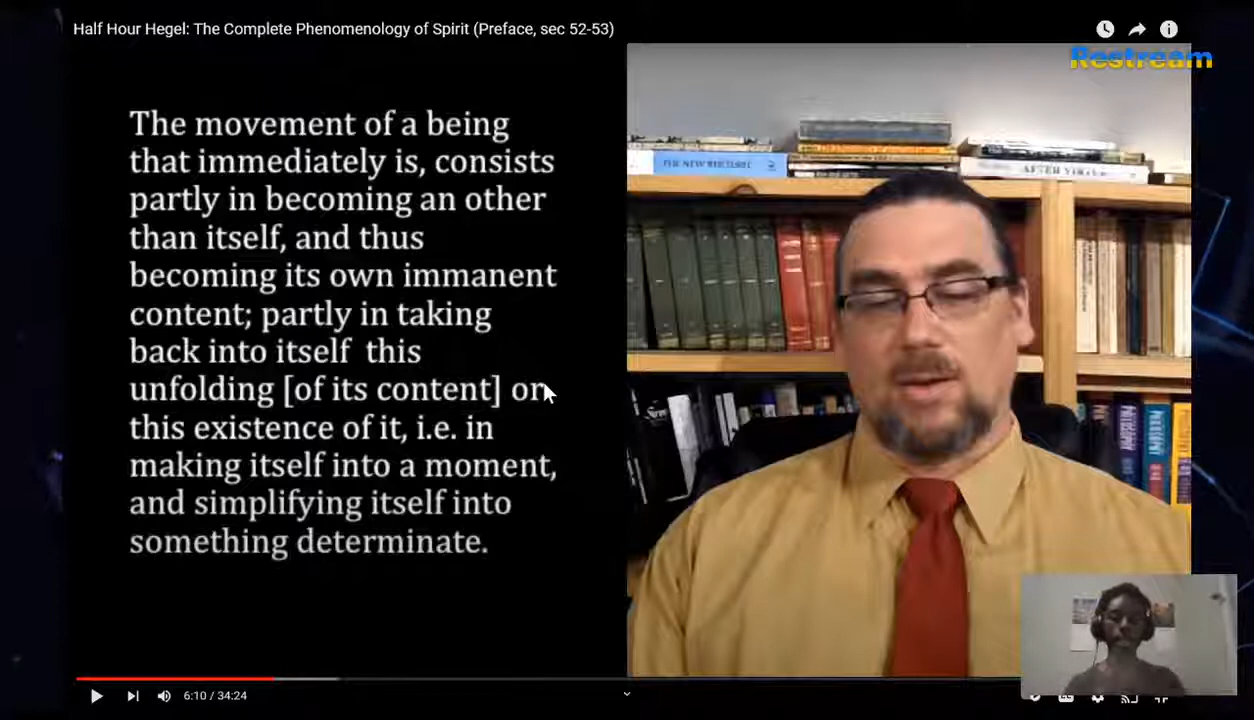 Half Hour Hegel: The Complete Phenomenology of Spirit (Preface, sec 52-53)
Restream
The movement of a being
that immediately is, consists
partly in becoming an other
than itself, and thus
becoming its own immanent
content; partly in taking
back into itself this
unfolding [of its content] or
this existence of it, i.e. in
making itself into a moment,
and simplifying itself into
something determinate.
THE NEW RHETORIC
AFTER VIRTUE
6:10 / 34:24